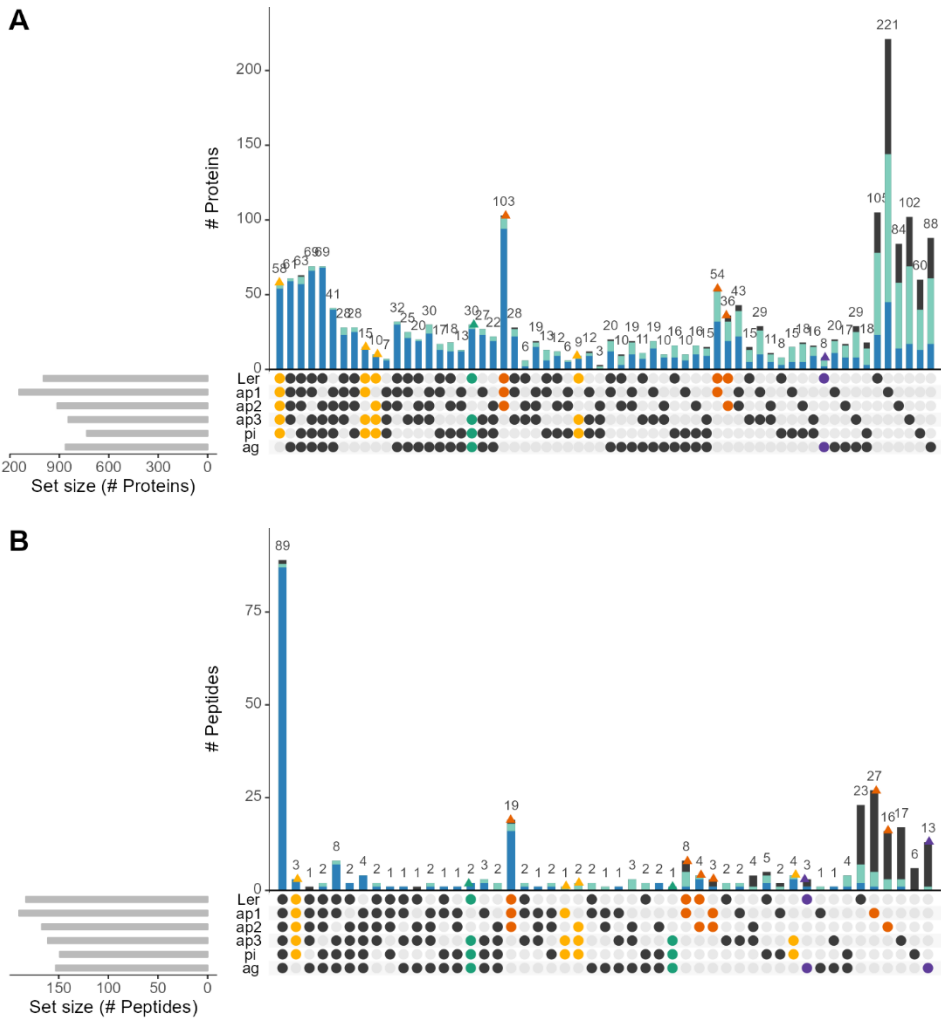 A
# Proteins
200
150
100
50
0
58 61 63 69 69 41 28 28 15 10 7 32 25 20 30 17 18 13 30 27 22 103 28 6 19 13 12 6 9 12 3 20 10 19 11 19 10 16 10 16 15 54 36 43 15 29 11 8 15 18 16 8 20 17 29 18 105 221 84 102 60 88
Ler
ap1
ap2
ap3
pi
ag
200 900 600 300 0
Set size (# Proteins)
B
# Peptides
75
50
25
0
89 3 1 2 8 2 4 2 1 1 1 2 1 1 2 3 2 19 2 1 2 1 2 2 1 1 3 2 2 1 8 4 3 2 2 4 5 2 4 3 1 1 4 23 27 16 17 6 13
Ler
ap1
ap2
ap3
pi
ag
150 100 50 0
Set size (# Peptides)